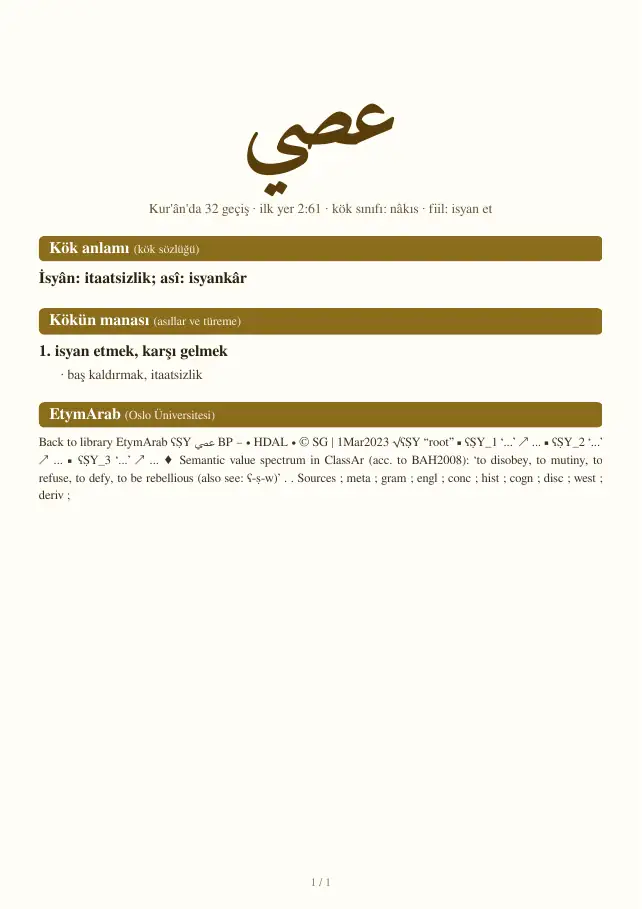 عصي
Kur'ân'da 32 geçiş · ilk yer 2:61 · kök sınıfı: nâkıs · fiil: isyan et
Kök anlamı (kök sözlüğü)
İsyân: itaatsizlik; asî: isyankâr
Kökün manası (asıllar ve türeme)
1. isyan etmek, karşı gelmek
· baş kaldırmak, itaatsizlik
EtymArab (Oslo Üniversitesi)
Back to library EtymArab ʕṢY عصي BP – • HDAL • © SG | 1Mar2023 √ʕṢY “root” ▪ ʕṢY_1 ‘...’ ↗ ... ▪ ʕṢY_2 ‘...’
↗ ... ▪ ʕṢY_3 ‘...’ ↗ ... ♦ Semantic value spectrum in ClassAr (acc. to BAH2008): ‘to disobey, to mutiny, to
refuse, to defy, to be rebellious (also see: ʕ-ṣ-w)’ . . Sources ; meta ; gram ; engl ; conc ; hist ; cogn ; disc ; west ;
deriv ;
1 / 1